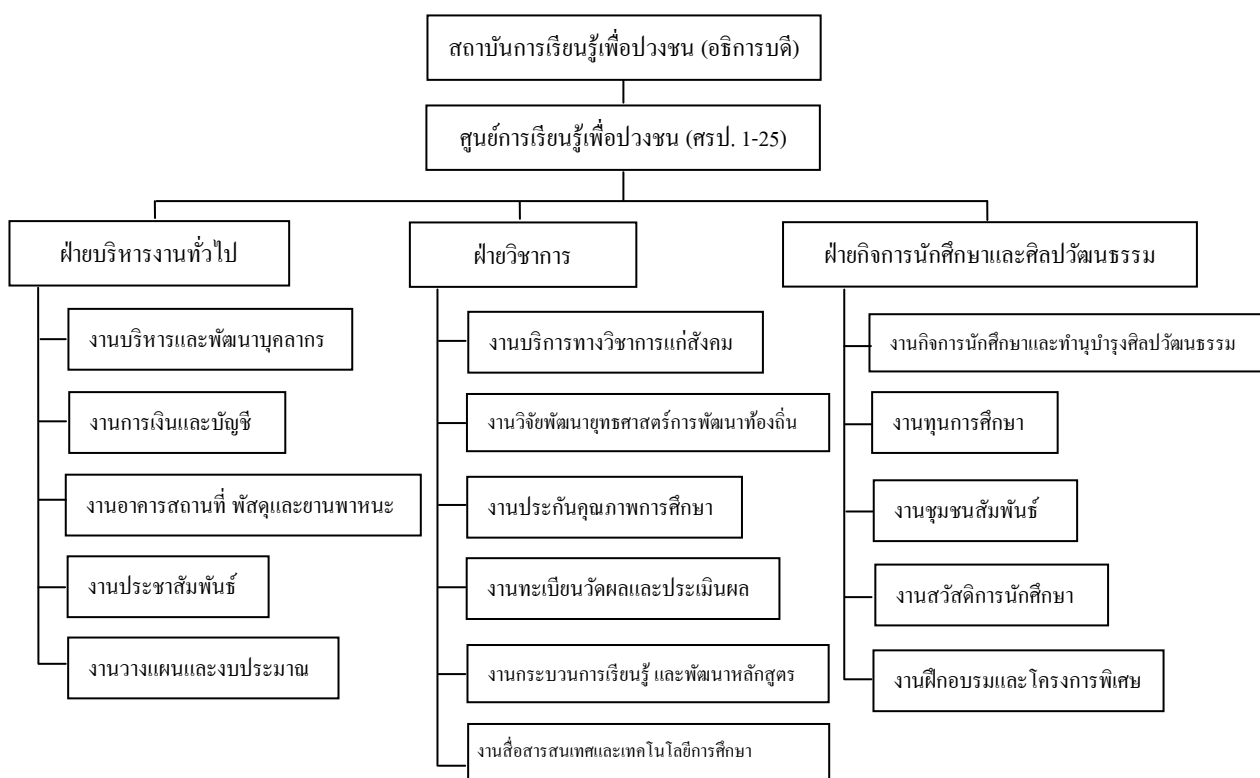 สถาบันการเรียนรู้เพื่อปวงชน (อธิการบดี)
ศูนย์การเรียนรู้เพื่อปวงชน (ศรป. 1-25)
ฝ่ายบริหารงานทั่วไป
งานบริหารและพัฒนาบุคลากร
งานการเงินและบัญชี
งานอาคารสถานที่ พัสดุและยานพาหนะ
งานประชาสัมพันธ์
งานวางแผนและงบประมาณ
ฝ่ายวิชาการ
งานบริการทางวิชาการแก่สังคม
งานวิจัยพัฒนายุทธศาสตร์การพัฒนาท้องถิ่น
งานประกันคุณภาพการศึกษา
งานทะเบียนวัดผลและประเมินผล
งานกระบวนการเรียนรู้ และพัฒนาหลักสูตร
งานสื่อสารสนเทศและเทคโนโลยีการศึกษา
ฝ่ายกิจการนักศึกษาและศิลปวัฒนธรรม
งานกิจการนักศึกษาและทำนุบำรุงศิลปวัฒนธรรม
งานทุนการศึกษา
งานชุมชนสัมพันธ์
งานสวัสดิการนักศึกษา
งานฝึกอบรมและโครงการพิเศษ